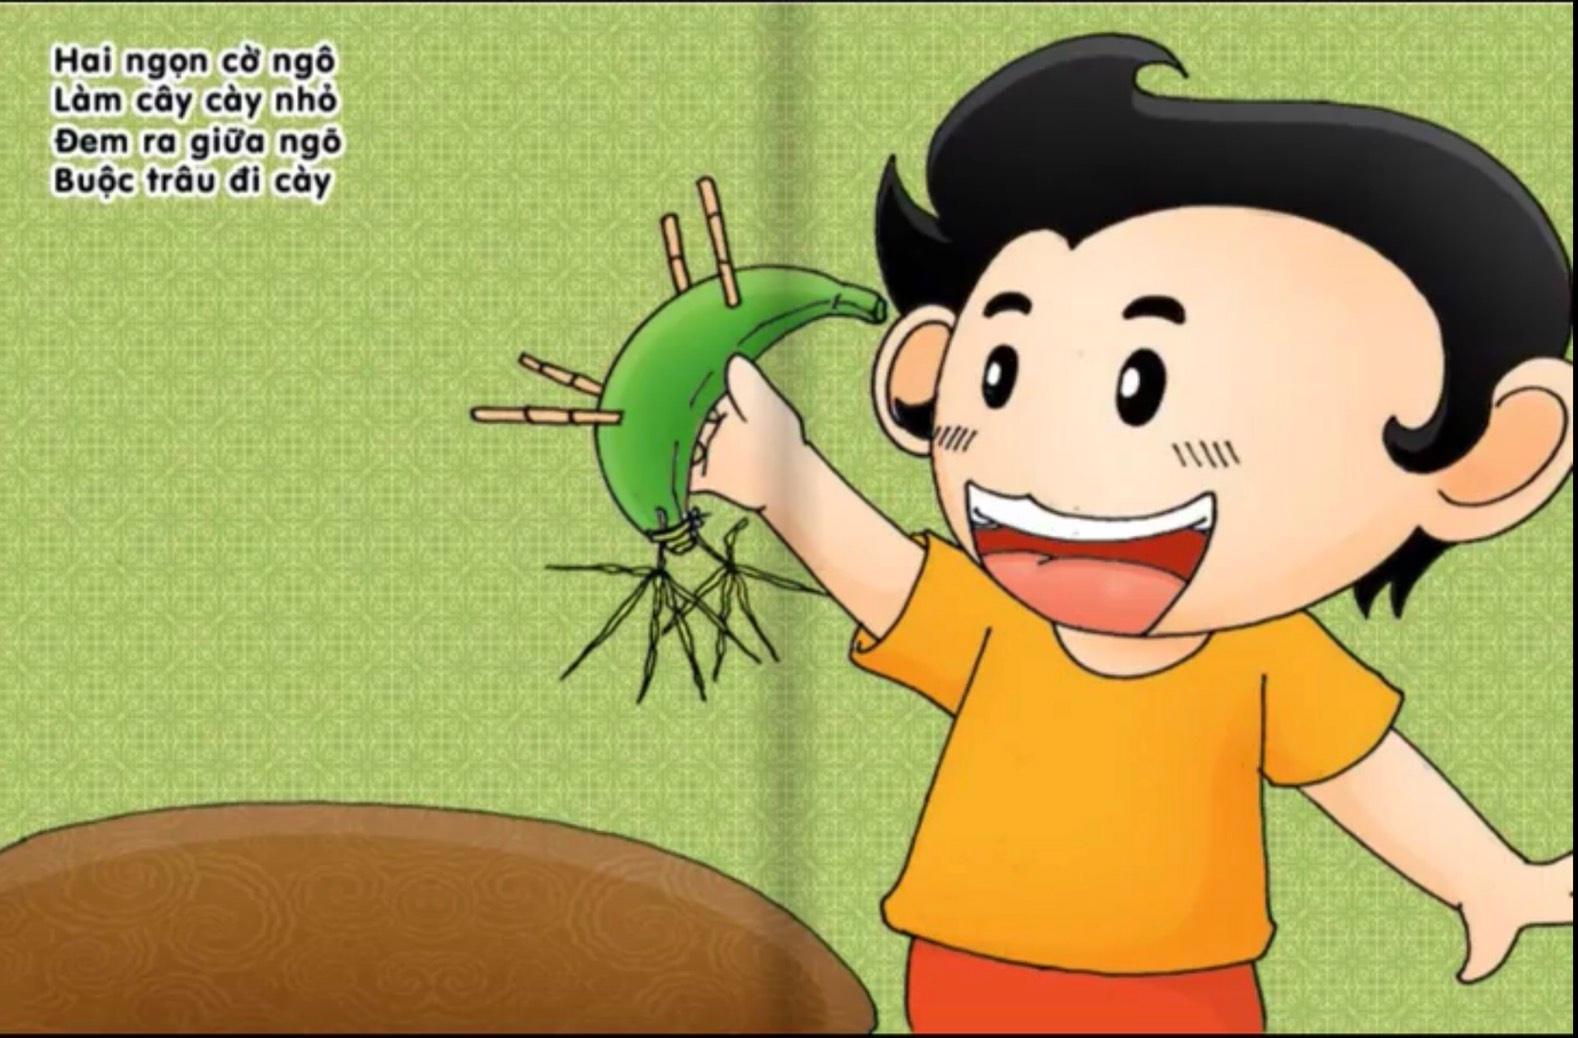 Hai ngọn cờ ngô
Làm cây cày nhỏ
Đem ra giữa ngõ
Buộc trâu đi cày